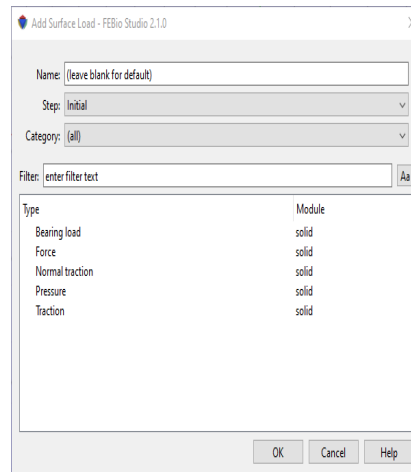 Add Surface Load - FEBio Studio 2.1.0
Name: (leave blank for default)
Step: Initial
Category: (all)
Filter: enter filter text Aa
Type Module
Bearing load solid
Force solid
Normal traction solid
Pressure solid
Traction solid
OK Cancel Help